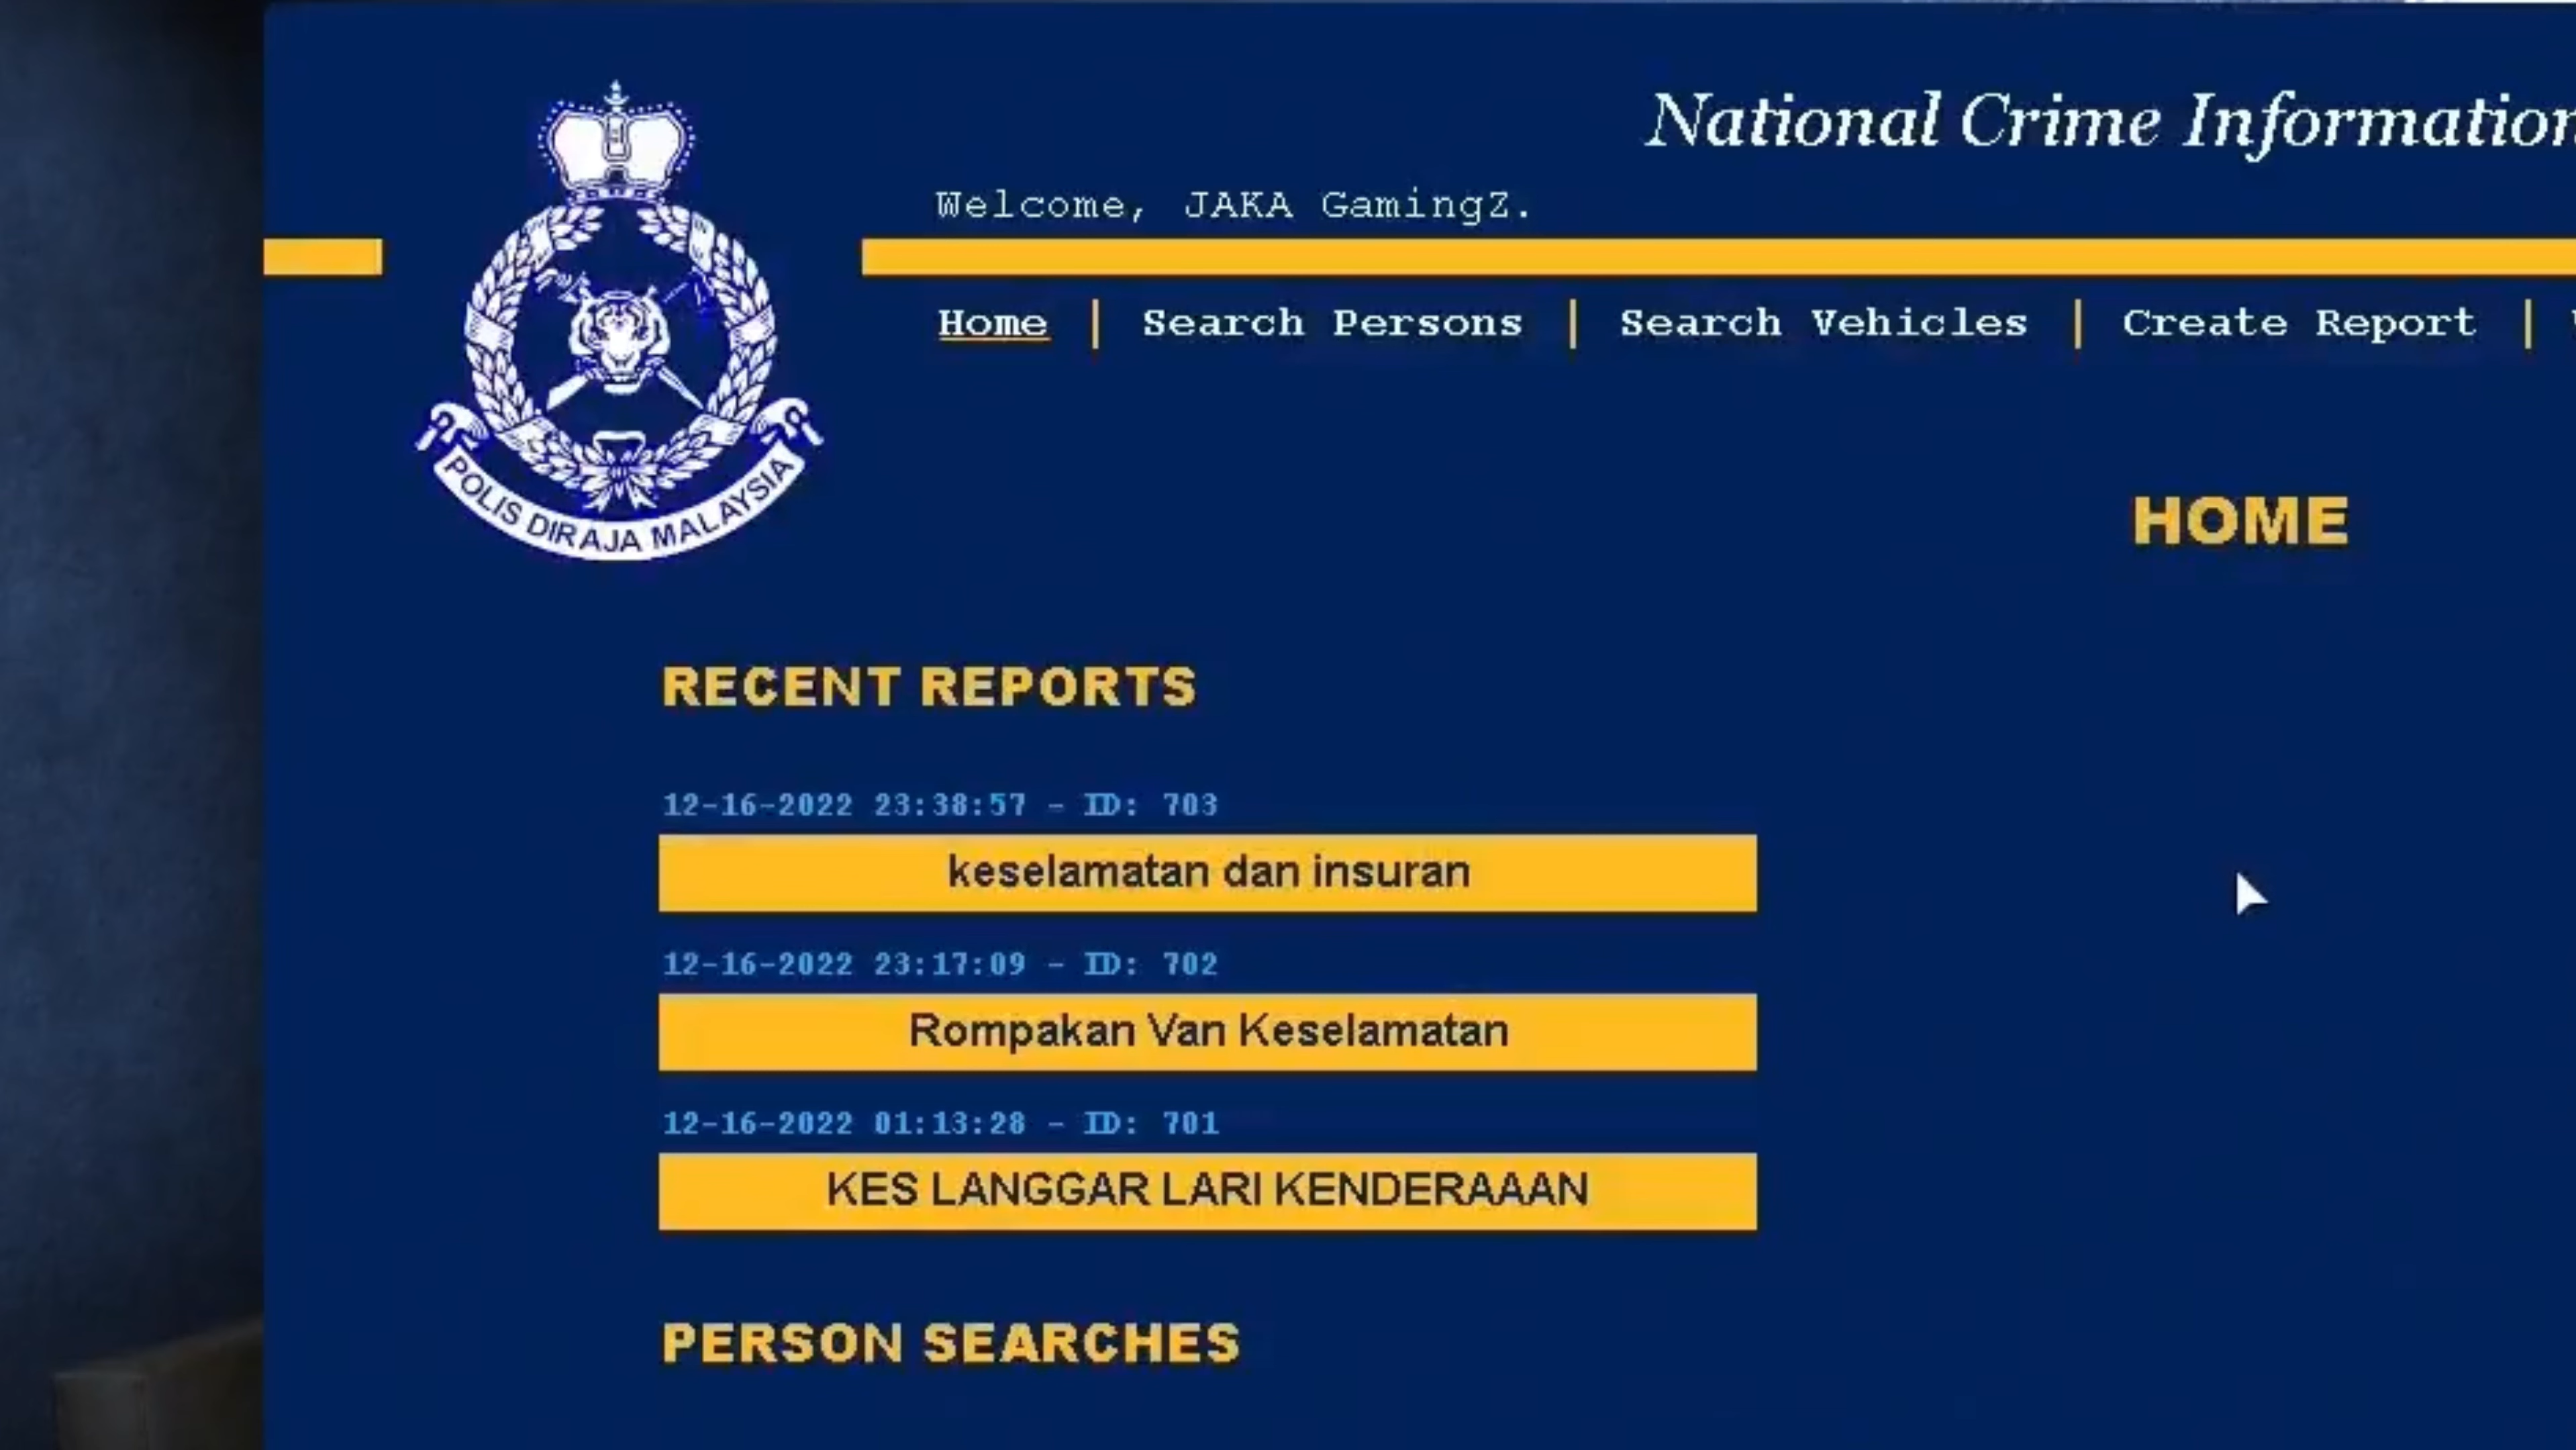 National Crime Information
Welcome, JAKA GamingZ.
Home | Search Persons | Search Vehicles | Create Report |
POLIS DIRAJA MALAYSIA
HOME
RECENT REPORTS
12-16-2022 23:38:57 - ID: 703
keselamatan dan insuran
12-16-2022 23:17:09 - ID: 702
Rompakan Van Keselamatan
12-16-2022 01:13:28 - ID: 701
KES LANGGAR LARI KENDERAAAN
PERSON SEARCHES